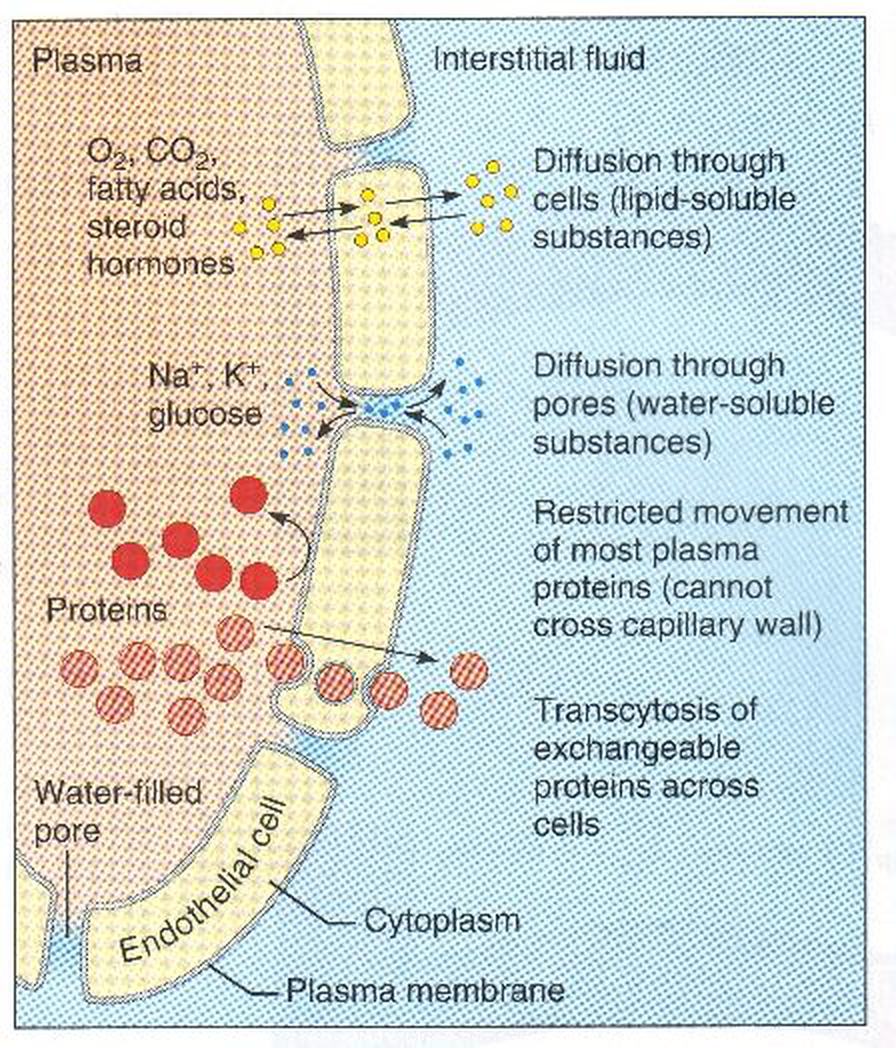 Plasma
Interstitial fluid
O₂, CO₂,
fatty acids,
steroid
hormones
Diffusion through
cells (lipid-soluble
substances)
Na⁺, K⁺,
glucose
Diffusion through
pores (water-soluble
substances)
Restricted movement
of most plasma
proteins (cannot
cross capillary wall)
Proteins
Transcytosis of
exchangeable
proteins across
cells
Water-filled
pore
Endothelial cell
Cytoplasm
Plasma membrane